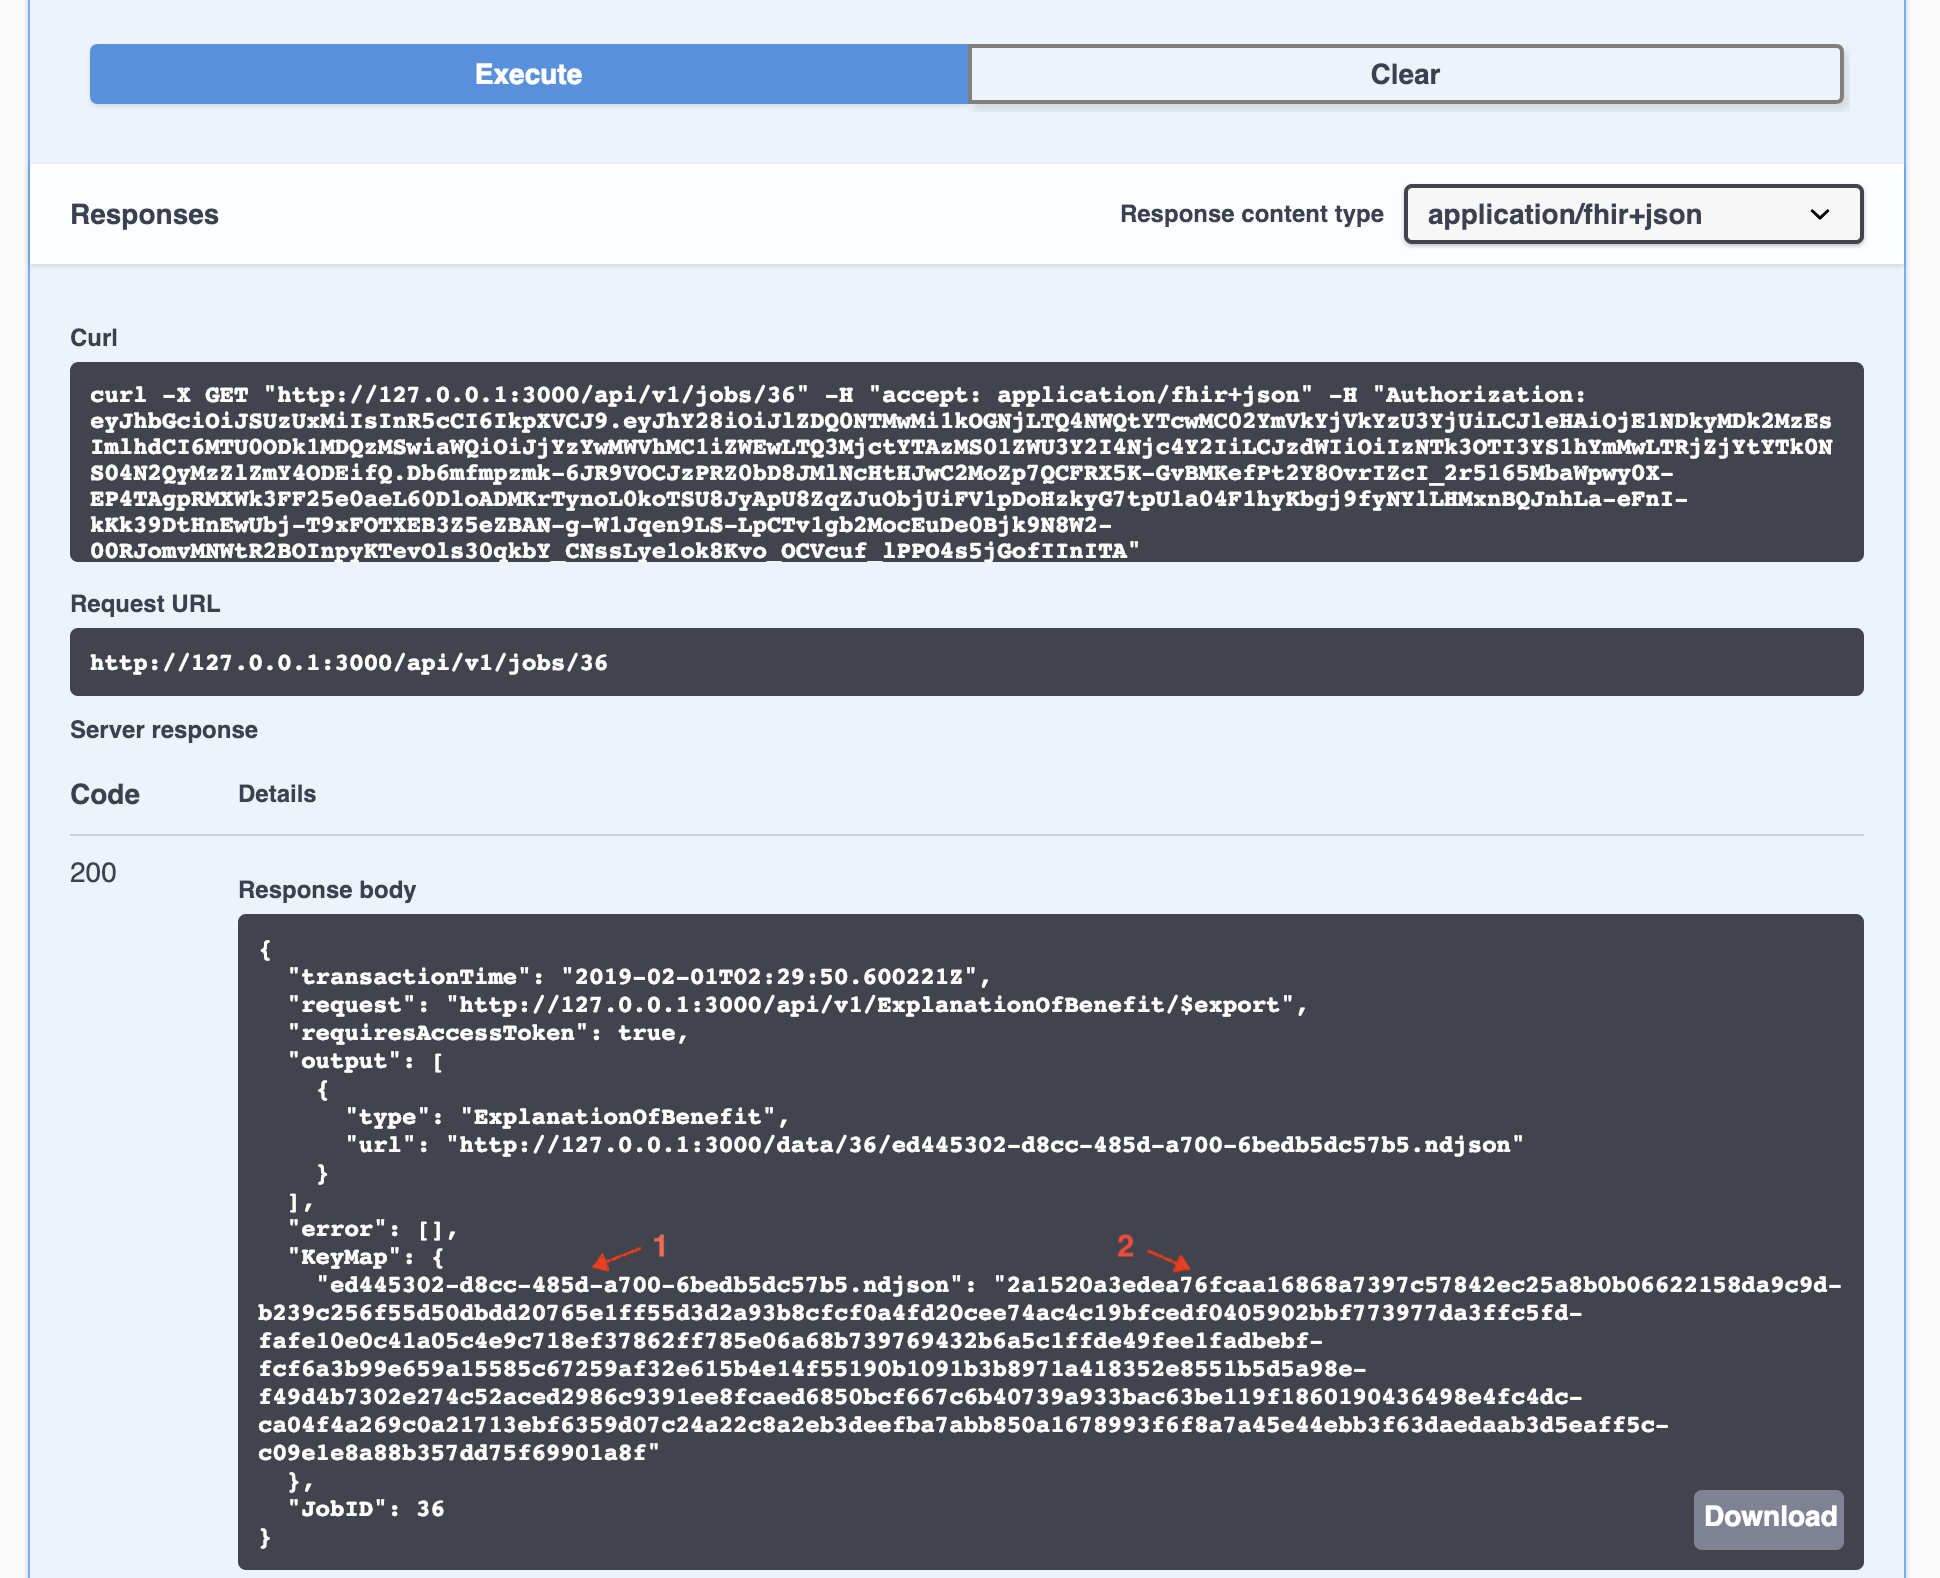 Execute
Clear
Responses
Response content type
application/fhir+json
Curl
curl -X GET "http://127.0.0.1:3000/api/v1/jobs/36" -H "accept: application/fhir+json" -H "Authorization:
eyJhbGciOiJSUzUxMiIsInR5cCI6IkpXVCJ9.eyJhY28iOiJlZDQ0NTMwMi1kOGNjLTQ4NWQtYTcwMC02YmVkYjVkYzU3YjUiLCJleHAiOjE1NDkyMDk2MzEs
ImlhdCI6MTU0ODk1MDQzMSwiaWQiOiJjYzYwMWVhMC1iZWEwLTQ3MjctYTAzMS01ZWU3Y2I4Njc4Y2IiLCJzdWIiOiIzNTk3OTI3YS1hYmMwLTRjZjYtYTk0N
S04N2QyMzZlZmY4ODEifQ.Db6mfmpzmk-6JR9VOCJzPRZ0bD8JMlNcHtHJwC2MoZp7QCFRX5K-GvBMKefPt2Y8OvrIZcI_2r5165MbaWpwy0X-
EP4TAgpRMXWk3FF25e0aeL60DloADMKrTynoL0koTSU8JyApU8ZqZJuObjUiFV1pDoHzkyG7tpUla04F1hyKbgj9fyNYlLHMxnBQJnhLa-eFnI-
kKk39DtHnEwUbj-T9xFOTXEB3Z5eZBAN-g-W1Jqen9LS-LpCTv1gb2MocEuDe0Bjk9N8W2-
00RJomvMNWtR2BOInpyKTevOls30qkbY_CNssLye1ok8Kvo_OCVcuf_lPPO4s5jGofIInITA"
Request URL
http://127.0.0.1:3000/api/v1/jobs/36
Server response
Code
Details
200
Response body
{
"transactionTime": "2019-02-01T02:29:50.600221Z",
"request": "http://127.0.0.1:3000/api/v1/ExplanationOfBenefit/$export",
"requiresAccessToken": true,
"output": [
{
"type": "ExplanationOfBenefit",
"url": "http://127.0.0.1:3000/data/36/ed445302-d8cc-485d-a700-6bedb5dc57b5.ndjson"
}
],
"error": [],
1
2
"KeyMap": {
"ed445302-d8cc-485d-a700-6bedb5dc57b5.ndjson": "2a1520a3edea76fcaa16868a7397c57842ec25a8b0b06622158da9c9d-
b239c256f55d50dbdd20765e1ff55d3d2a93b8cfcf0a4fd20cee74ac4c19bfcedf0405902bbf773977da3ffc5fd-
fafe10e0c41a05c4e9c718ef37862ff785e06a68b739769432b6a5c1ffde49fee1fadbebf-
fcf6a3b99e659a15585c67259af32e615b4e14f55190b1091b3b8971a418352e8551b5d5a98e-
f49d4b7302e274c52aced2986c9391ee8fcaed6850bcf667c6b40739a933bac63be119f1860190436498e4fc4dc-
ca04f4a269c0a21713ebf6359d07c24a22c8a2eb3deefba7abb850a1678993f6f8a7a45e44ebb3f63daedaab3d5eaff5c-
c09e1e8a88b357dd75f69901a8f"
},
"JobID": 36
}
Download